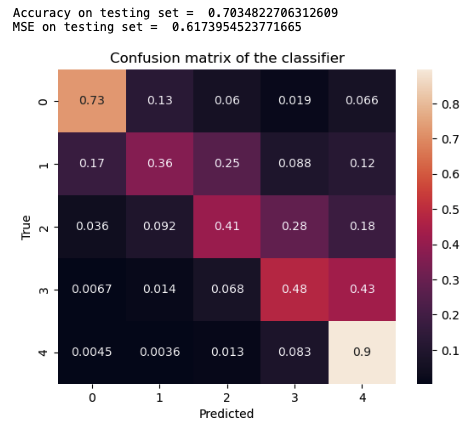 Accuracy on testing set =  0.7034822706312609
MSE on testing set =  0.6173954523771665
Confusion matrix of the classifier
0 0.73 0.13 0.06 0.019 0.066
1 0.17 0.36 0.25 0.088 0.12
2 0.036 0.092 0.41 0.28 0.18
3 0.0067 0.014 0.068 0.48 0.43
4 0.0045 0.0036 0.013 0.083 0.9
True
0 1 2 3 4
Predicted
0.8
0.7
0.6
0.5
0.4
0.3
0.2
0.1